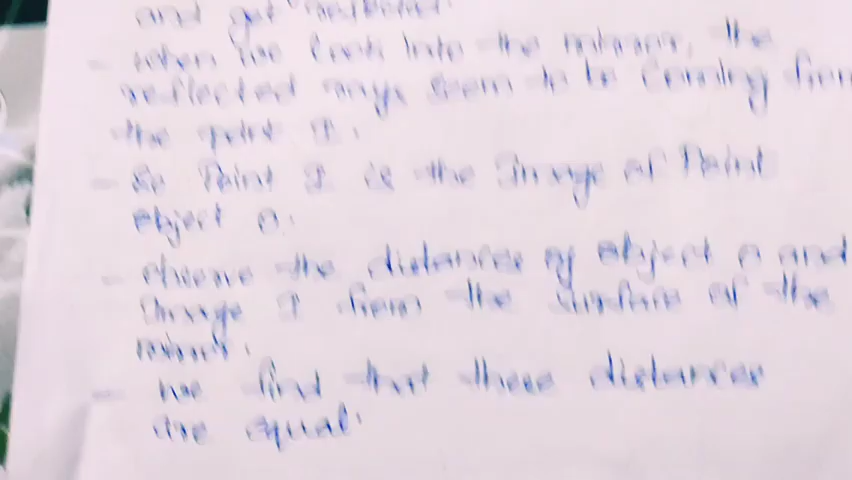 and get reflected.
- when we look into the mirror, the
reflected rays seem to be coming from
the point I.
- So Point I is the Image of Point
object O.
- observe the distances of object O and
Image I from the surface of the
mirror.
- we find that these distances
are equal.